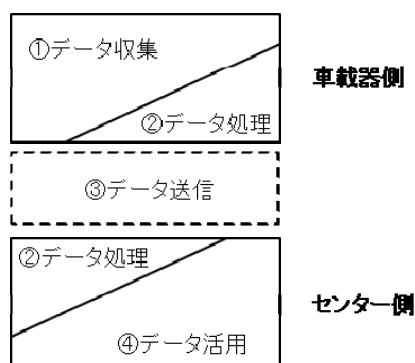 ①データ収集
車載器側
②データ処理
③データ送信
②データ処理
センター側
④データ活用